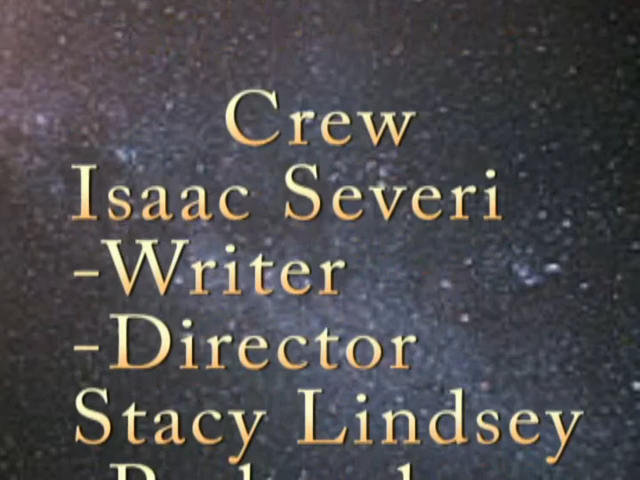 Crew
Isaac Severi
-Writer
-Director
Stacy Lindsey